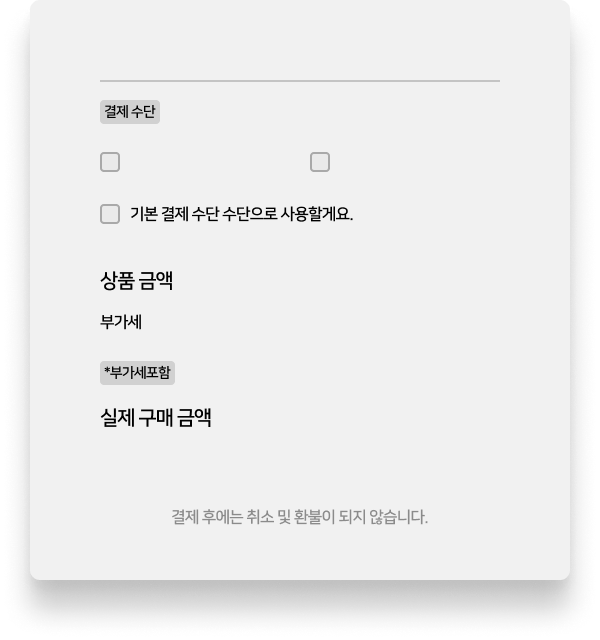 결제 수단
기본 결제 수단 수단으로 사용할게요.
상품 금액
부가세
*부가세포함
실제 구매 금액
결제 후에는 취소 및 환불이 되지 않습니다.